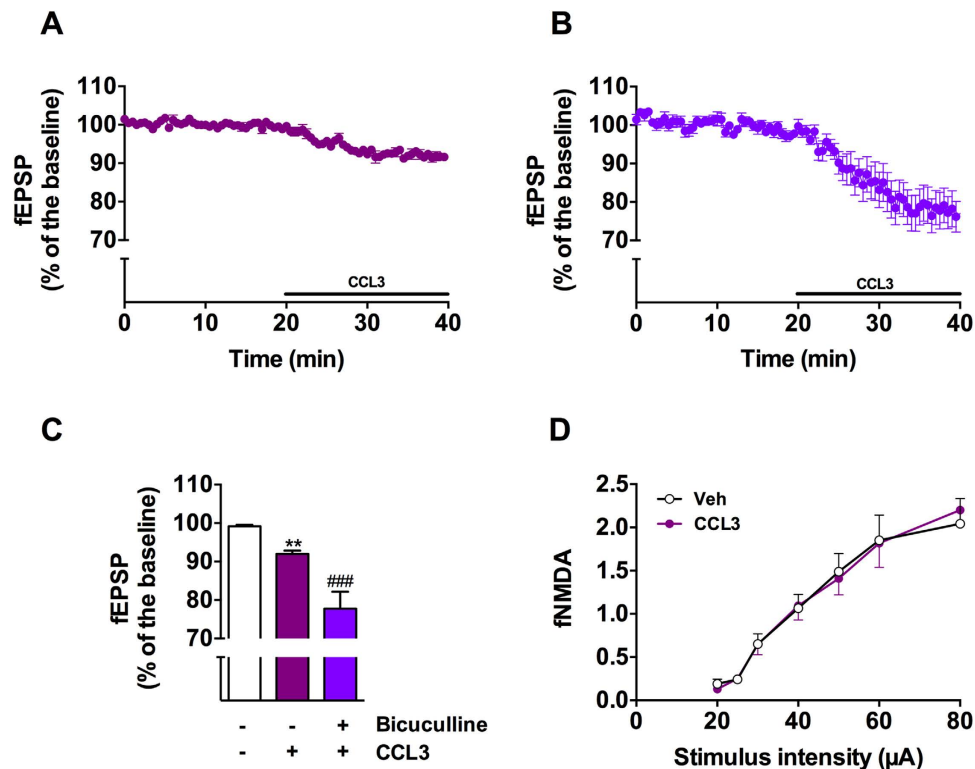 A
B
110
100
90
80
70
fEPSP
(% of the baseline)
CCL3
0 10 20 30 40
Time (min)
110
100
90
80
70
fEPSP
(% of the baseline)
CCL3
0 10 20 30 40
Time (min)
C
D
110
100
90
80
70
fEPSP
(% of the baseline)
**
###
- - + Bicuculline
- + + CCL3
2.5
2.0
1.5
1.0
0.5
0.0
fNMDA
Veh
CCL3
0 20 40 60 80
Stimulus intensity (µA)